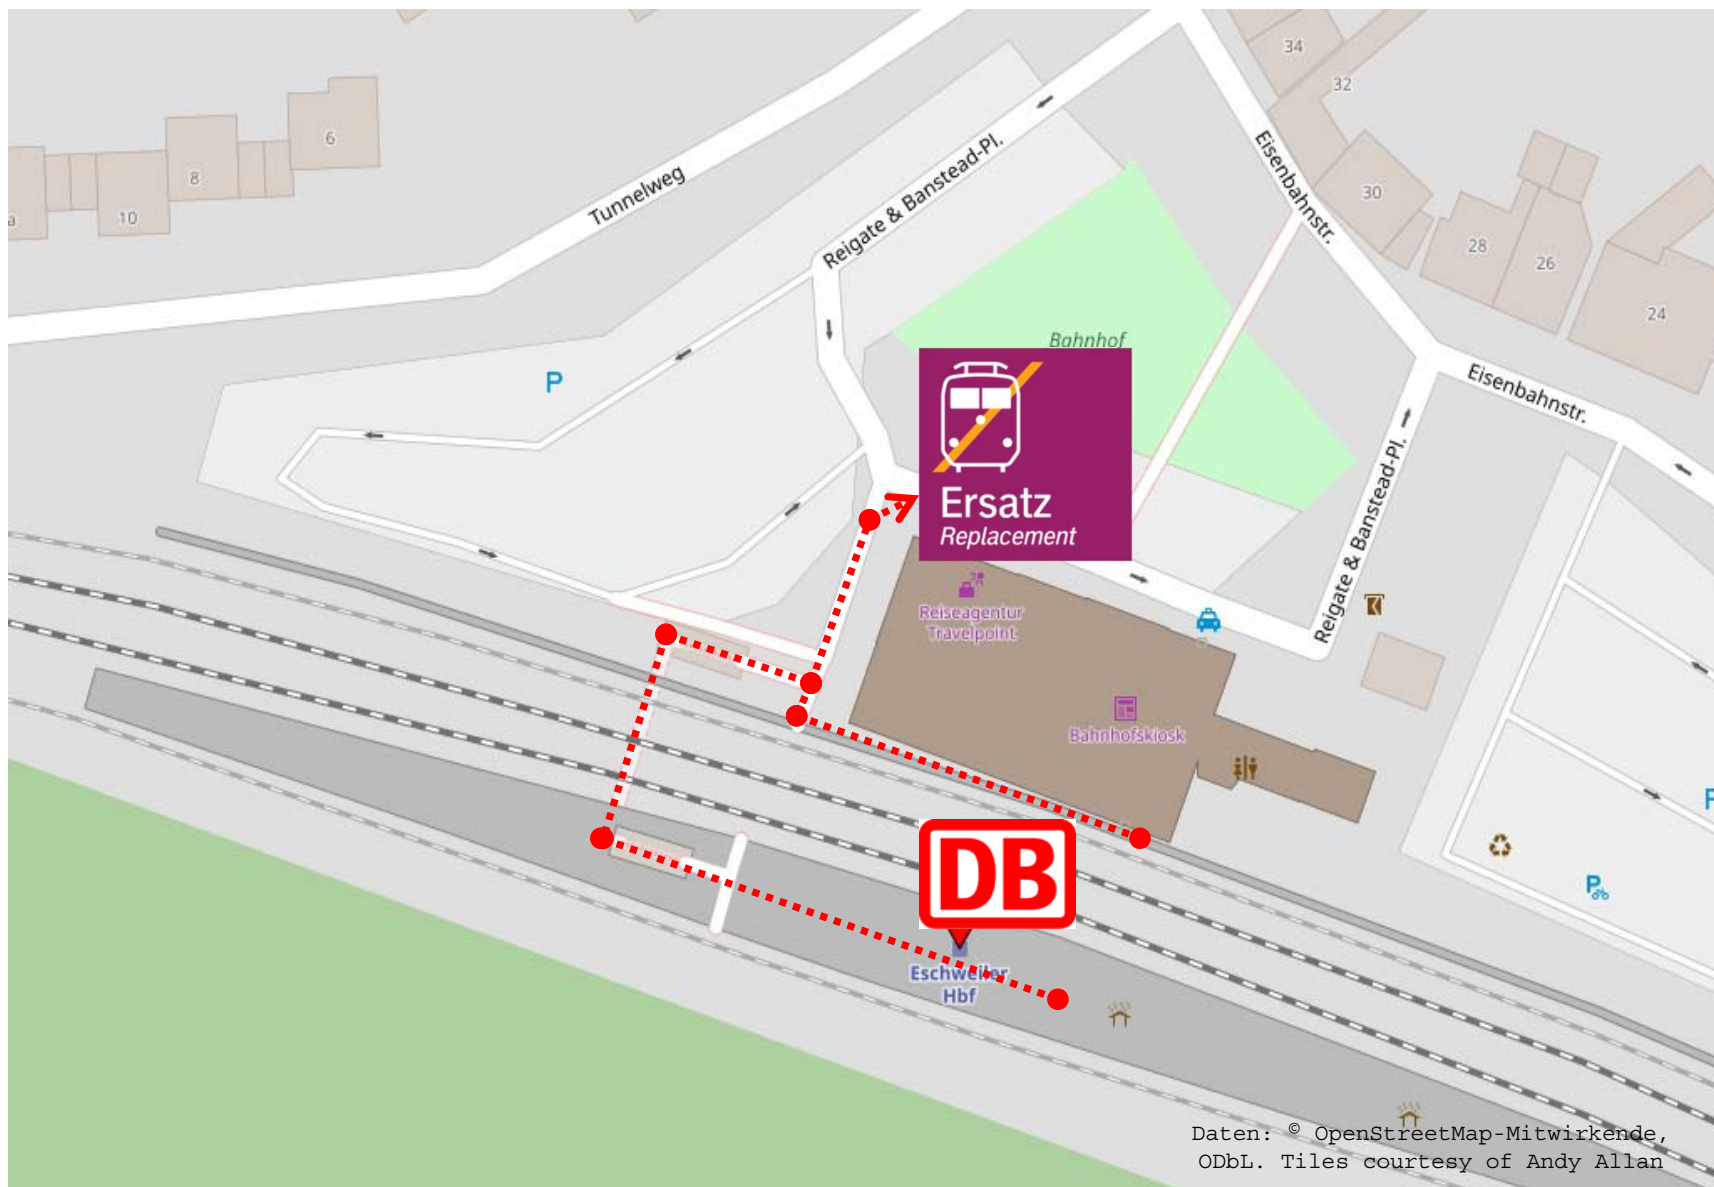 34
32
6
8
10
a
Tunnelweg
Reigate & Banstead-Pl.
Eisenbahnstr.
30
28
26
24
P
Bahnhof
Eisenbahnstr.
Ersatz
Replacement
Reigate & Banstead-Pl.
Reiseagentur
Travelpoint
Bahnhofskiosk
P
P
DB
Eschweiler
Hbf
Daten: © OpenStreetMap-Mitwirkende,
ODbL. Tiles courtesy of Andy Allan